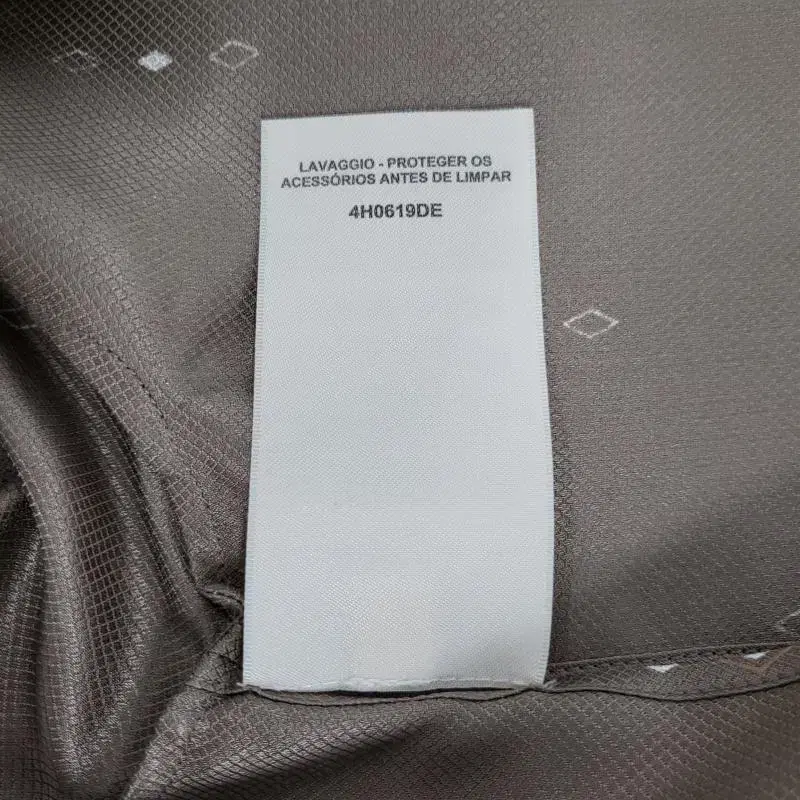 LAVAGGIO - PROTEGER OS
ACESSÓRIOS ANTES DE LIMPAR
4H0619DE